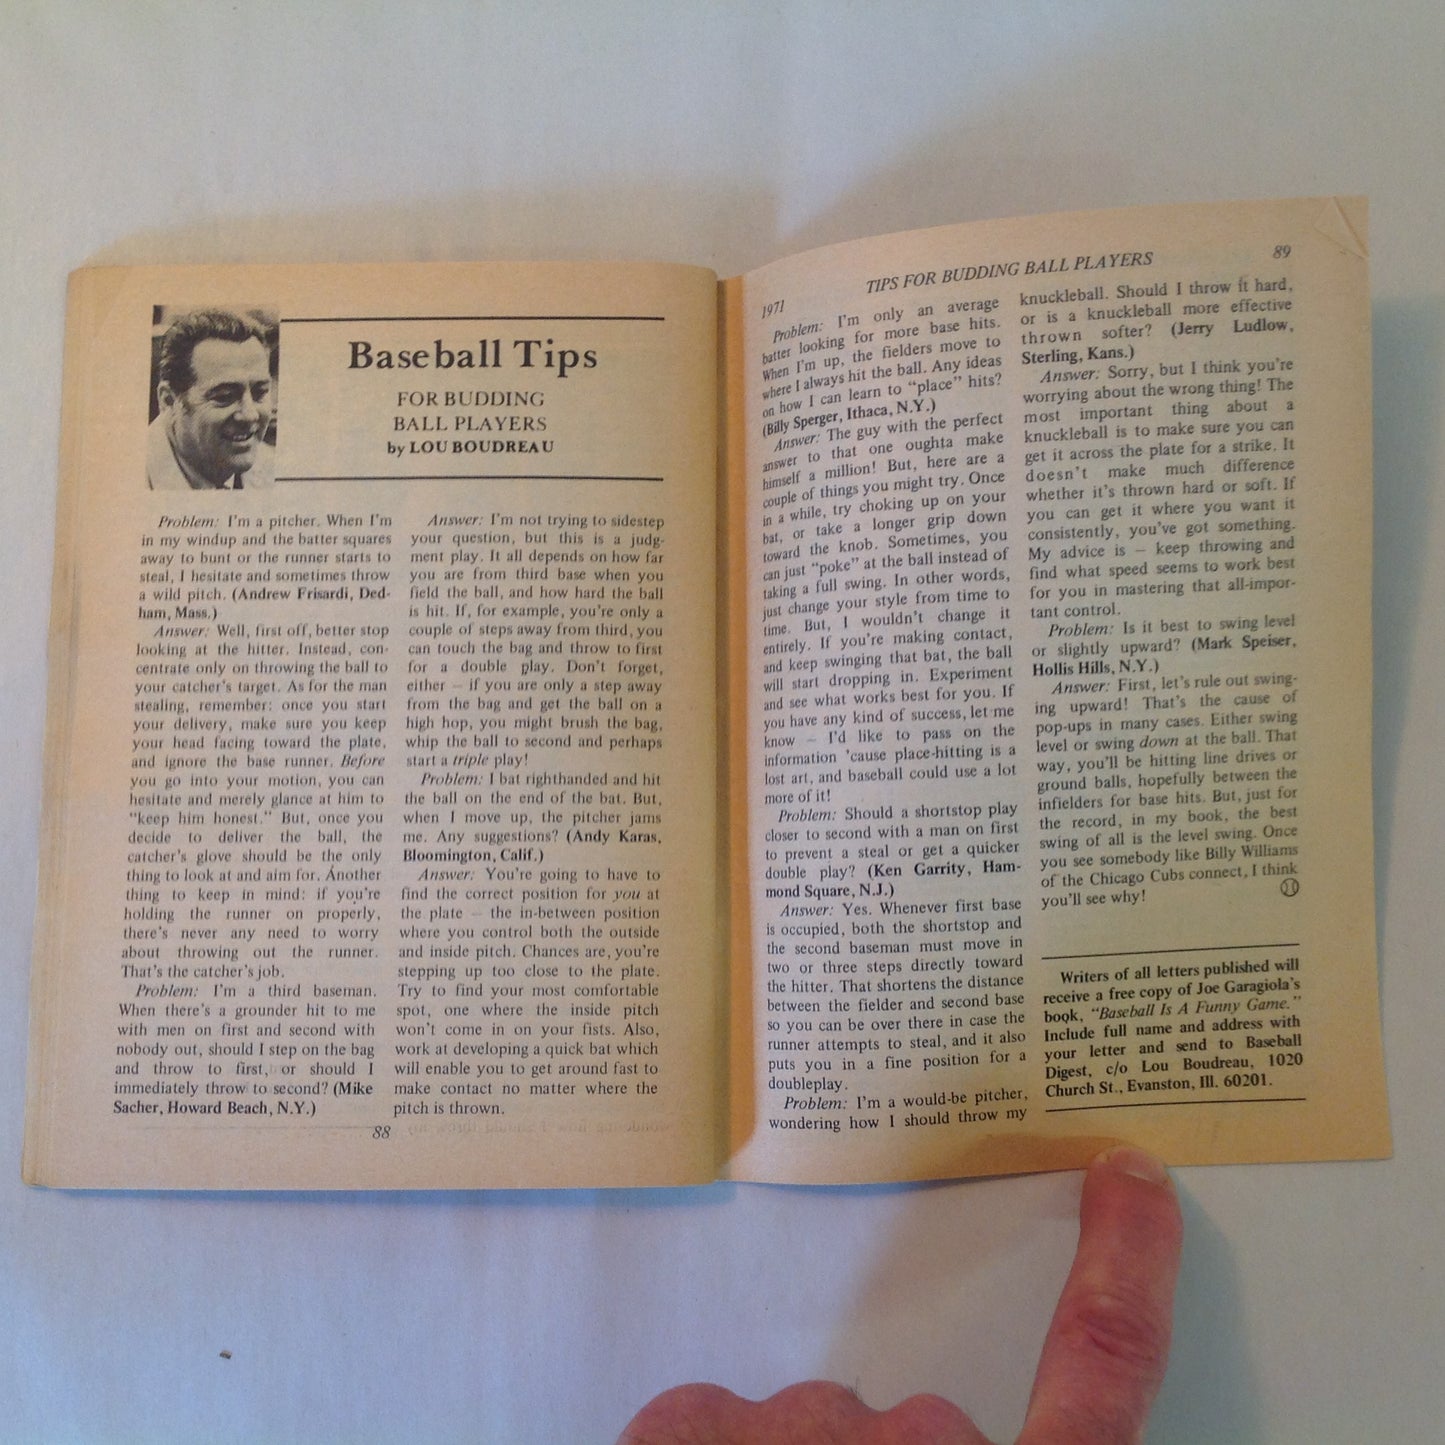 Baseball Tips
FOR BUDDING
BALL PLAYERS
by LOU BOUDREAU
Problem: I'm a pitcher. When I'm
in my windup and the batter squares
away to bunt or the runner starts to
steal, I hesitate and sometimes throw
a wild pitch. (Andrew Frisardi, Ded-
ham, Mass.)
Answer: Well, first off, better stop
looking at the hitter. Instead, con-
centrate only on throwing the ball to
your catcher's target. As for the man
stealing, remember: once you start
your delivery, make sure you keep
your head facing toward the plate,
and ignore the base runner. Before
you go into your motion, you can
hesitate and merely glance at him to
"keep him honest." But, once you
decide to deliver the ball, the
catcher's glove should be the only
thing to look at and aim for. Another
thing to keep in mind: if you're
holding the runner on properly,
there's never any need to worry
about throwing out the runner.
That's the catcher's job.
Problem: I'm a third baseman.
When there's a grounder hit to me
with men on first and second with
nobody out, should I step on the bag
and throw to first, or should I
immediately throw to second? (Mike
Sacher, Howard Beach, N.Y.)
Answer: I'm not trying to sidestep
your question, but this is a judg-
ment play. It all depends on how far
you are from third base when you
field the ball, and how hard the ball
is hit. If, for example, you're only a
couple of steps away from third, you
can touch the bag and throw to first
for a double play. Don't forget,
either — if you are only a step away
from the bag and get the ball on a
high hop, you might brush the bag,
whip the ball to second and perhaps
start a triple play!
Problem: I bat righthanded and hit
the ball on the end of the bat. But,
when I move up, the pitcher jams
me. Any suggestions? (Andy Karas,
Bloomington, Calif.)
Answer: You're going to have to
find the correct position for you at
the plate — the in-between position
where you control both the outside
and inside pitch. Chances are, you're
stepping up too close to the plate.
Try to find your most comfortable
spot, one where the inside pitch
won't come in on your fists. Also,
work at developing a quick bat which
will enable you to get around fast to
make contact no matter where the
pitch is thrown.
88
1971
TIPS FOR BUDDING BALL PLAYERS
89
Problem: I'm only an average
batter looking for more base hits.
When I'm up, the fielders move to
where I always hit the ball. Any ideas
on how I can learn to "place" hits?
(Billy Sperger, Ithaca, N.Y.)
Answer: The guy with the perfect
answer to that one oughta make
himself a million! But, here are a
couple of things you might try. Once
in a while, try choking up on your
bat, or take a longer grip down
toward the knob. Sometimes, you
can just "poke" at the ball instead of
taking a full swing. In other words,
just change your style from time to
time. But, I wouldn't change it
entirely. If you're making contact,
and keep swinging that bat, the ball
will start dropping in. Experiment
and see what works best for you. If
you have any kind of success, let me
know — I'd like to pass on the
information 'cause place-hitting is a
lost art, and baseball could use a lot
more of it!
Problem: Should a shortstop play
closer to second with a man on first
to prevent a steal or get a quicker
double play? (Ken Garrity, Ham-
mond Square, N.J.)
Answer: Yes. Whenever first base
is occupied, both the shortstop and
the second baseman must move in
two or three steps directly toward
the hitter. That shortens the distance
between the fielder and second base
so you can be over there in case the
runner attempts to steal, and it also
puts you in a fine position for a
doubleplay.
Problem: I'm a would-be pitcher,
wondering how I should throw my
knuckleball. Should I throw it hard,
or is a knuckleball more effective
thrown softer? (Jerry Ludlow,
Sterling, Kans.)
Answer: Sorry, but I think you're
worrying about the wrong thing! The
most important thing about a
knuckleball is to make sure you can
get it across the plate for a strike. It
doesn't make much difference
whether it's thrown hard or soft. If
you can get it where you want it
consistently, you've got something.
My advice is — keep throwing and
find what speed seems to work best
for you in mastering that all-impor-
tant control.
Problem: Is it best to swing level
or slightly upward? (Mark Speiser,
Hollis Hills, N.Y.)
Answer: First, let's rule out swing-
ing upward! That's the cause of
pop-ups in many cases. Either swing
level or swing down at the ball. That
way, you'll be hitting line drives or
ground balls, hopefully between the
infielders for base hits. But, just for
the record, in my book, the best
swing of all is the level swing. Once
you see somebody like Billy Williams
of the Chicago Cubs connect, I think
you'll see why!
Writers of all letters published will
receive a free copy of Joe Garagiola's
book, "Baseball Is A Funny Game."
Include full name and address with
your letter and send to Baseball
Digest, c/o Lou Boudreau, 1020
Church St., Evanston, Ill. 60201.